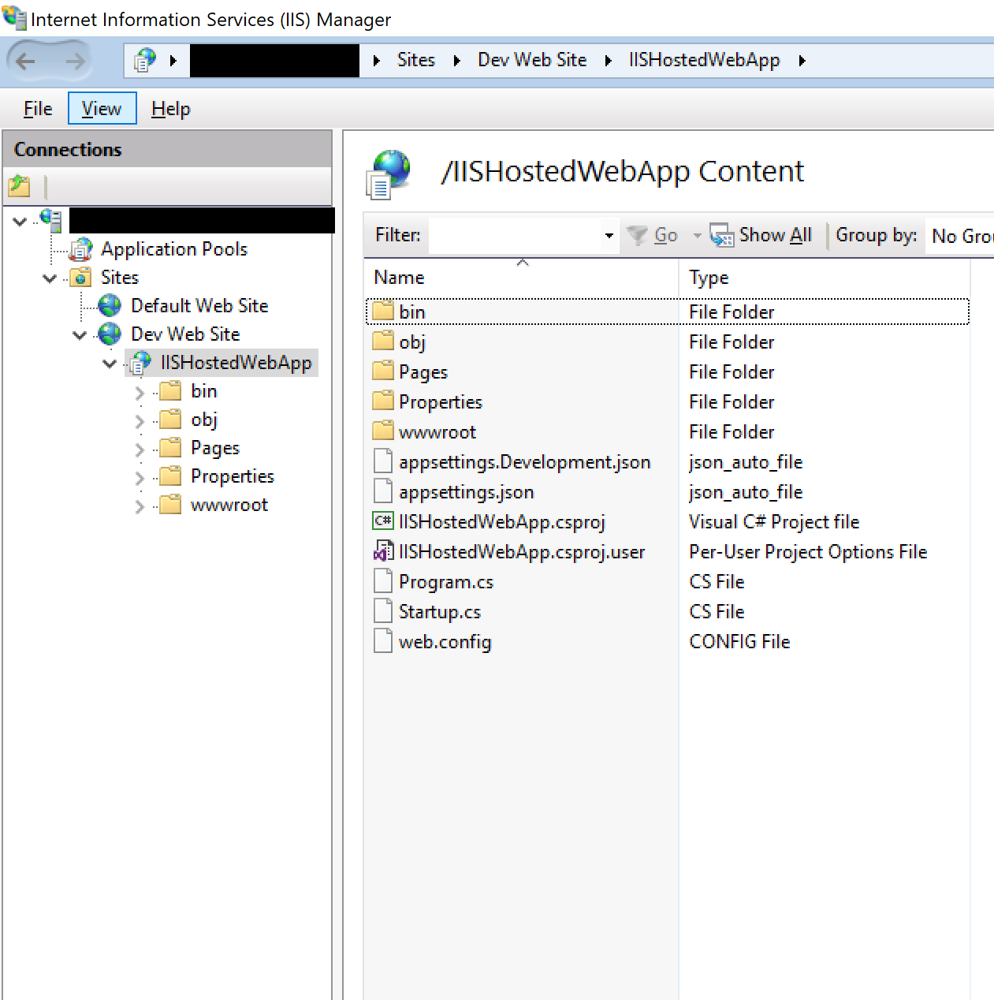 Internet Information Services (IIS) Manager
Sites Dev Web Site IISHostedWebApp
File View Help
Connections
Application Pools
Sites
Default Web Site
Dev Web Site
IISHostedWebApp
bin
obj
Pages
Properties
wwwroot
/IISHostedWebApp Content
Filter: Go Show All Group by: No Grou
Name Type
bin File Folder
obj File Folder
Pages File Folder
Properties File Folder
wwwroot File Folder
appsettings.Development.json json_auto_file
appsettings.json json_auto_file
C# IISHostedWebApp.csproj Visual C# Project file
IISHostedWebApp.csproj.user Per-User Project Options File
Program.cs CS File
Startup.cs CS File
web.config CONFIG File